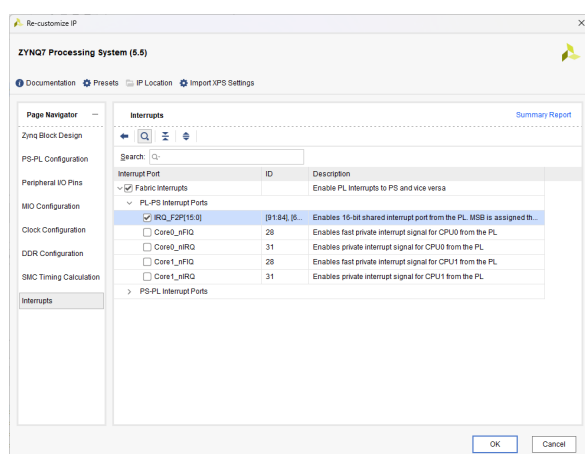 Re-customize IP
ZYNQ7 Processing System (5.5)
Documentation Presets IP Location Import XPS Settings
Page Navigator
Zynq Block Design
PS-PL Configuration
Peripheral I/O Pins
MIO Configuration
Clock Configuration
DDR Configuration
SMC Timing Calculation
Interrupts
Interrupts Summary Report
Search: Q-
Interrupt Port ID Description
Fabric Interrupts Enable PL Interrupts to PS and vice versa
PL-PS Interrupt Ports
IRQ_F2P[15:0] [91:84], [6... Enables 16-bit shared interrupt port from the PL. MSB is assigned th...
Core0_nFIQ 28 Enables fast private interrupt signal for CPU0 from the PL
Core0_nIRQ 31 Enables private interrupt signal for CPU0 from the PL
Core1_nFIQ 28 Enables fast private interrupt signal for CPU1 from the PL
Core1_nIRQ 31 Enables private interrupt signal for CPU1 from the PL
PS-PL Interrupt Ports
OK Cancel